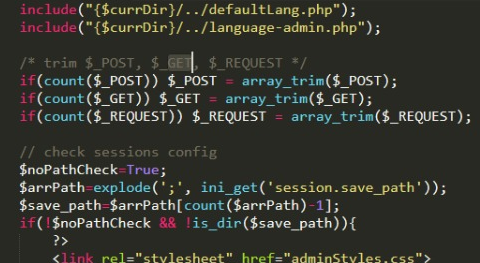 include("{$currDir}/../defaultLang.php");
include("{$currDir}/../language-admin.php");
/* trim $_POST, $_GET, $_REQUEST */
if(count($_POST)) $_POST = array_trim($_POST);
if(count($_GET)) $_GET = array_trim($_GET);
if(count($_REQUEST)) $_REQUEST = array_trim($_REQUEST);
// check sessions config
$noPathCheck=True;
$arrPath=explode(';', ini_get('session.save_path'));
$save_path=$arrPath[count($arrPath)-1];
if(!$noPathCheck && !is_dir($save_path)){
?>
<link rel="stylesheet" href="adminStyles.css">